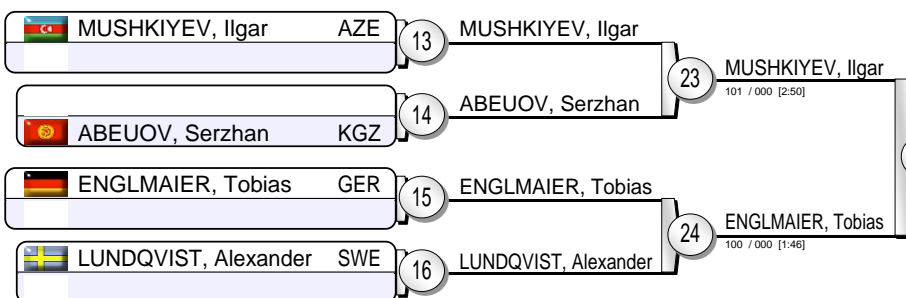 MUSHKIYEV, Ilgar AZE
13
MUSHKIYEV, Ilgar
23
MUSHKIYEV, Ilgar
101 / 000 [2:50]
14
ABEUOV, Serzhan
ABEUOV, Serzhan KGZ
ENGLMAIER, Tobias GER
15
ENGLMAIER, Tobias
24
ENGLMAIER, Tobias
100 / 000 [1:46]
LUNDQVIST, Alexander SWE
16
LUNDQVIST, Alexander